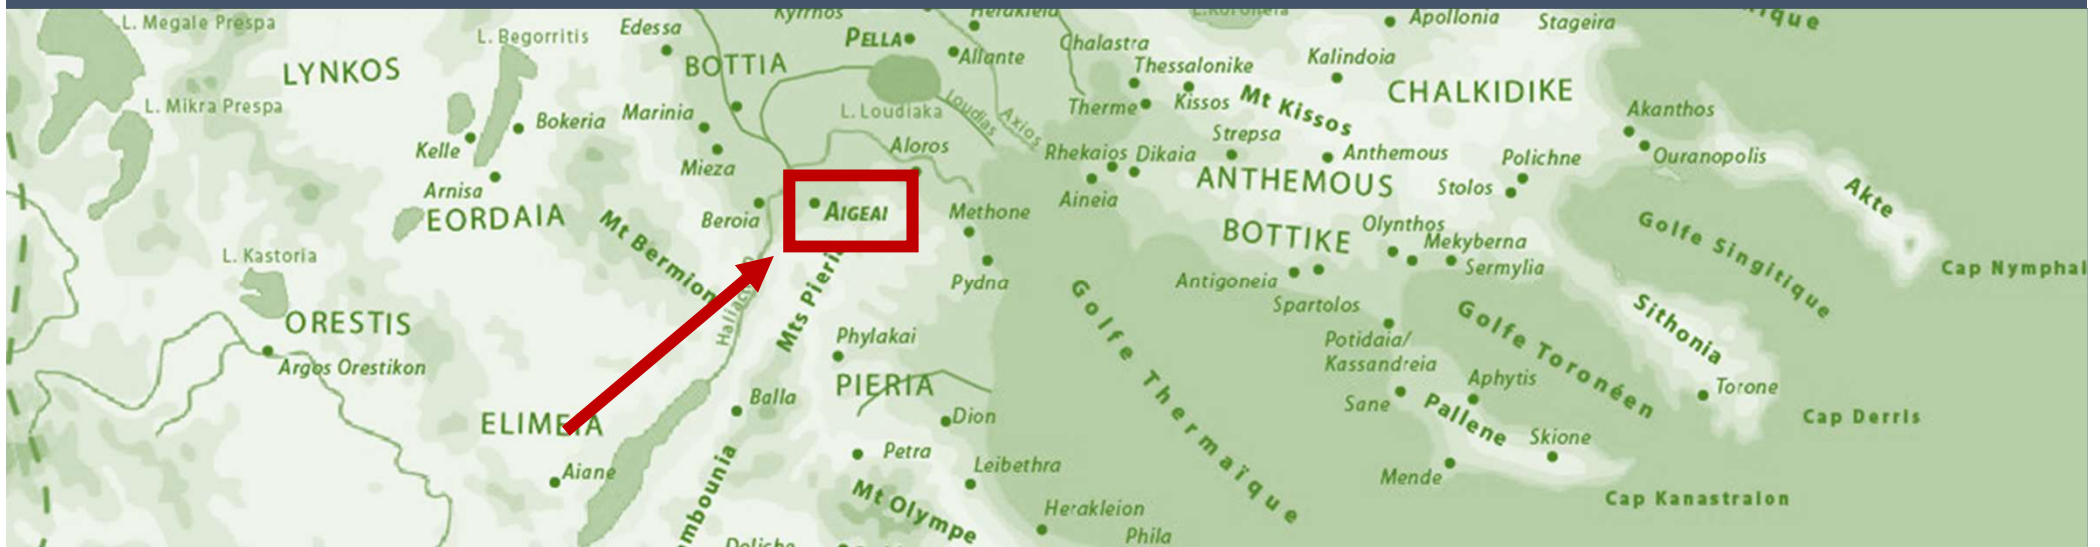 L. Megale Prespa
L. Begorritis
Edessa
Kyrrhos
Herakleia
L. Koroneia
Apollonia
Stageira
PELLA
Allante
Chalastra
Kalindoia
LYNKOS
BOTTIA
Thessalonike
CHALKIDIKE
L. Mikra Prespa
Bokeria
Marinia
L. Loudiaka
Loudias
Axios
Therme
Kissos
Mt Kissos
Akanthos
Kelle
Mieza
Aloros
Strepsa
Rhekaios
Dikaia
Anthemous
Polichne
Ouranopolis
Arnisa
EORDAIA
Beroia
AIGEAI
Methone
Aineia
ANTHEMOUS
Stolos
Akte
Mt Bermion
Olynthos
Golfe Singitique
L. Kastoria
BOTTIKE
Mekyberna
Sermylia
Cap Nymphai
Pydna
Antigoneia
Spartolos
ORESTIS
Mts Pierie
Golfe Thermaïque
Golfe Toronéen
Sithonia
Phylakai
Potidaia/
Kassandreia
Argos Orestikon
PIERIA
Aphytis
Torone
Balla
Sane
Pallene
Cap Derris
ELIMEIA
Dion
Skione
Aiane
Petra
Leibethra
Mende
Cap Kanastraion
Mt Olympe
Herakleion
Phila